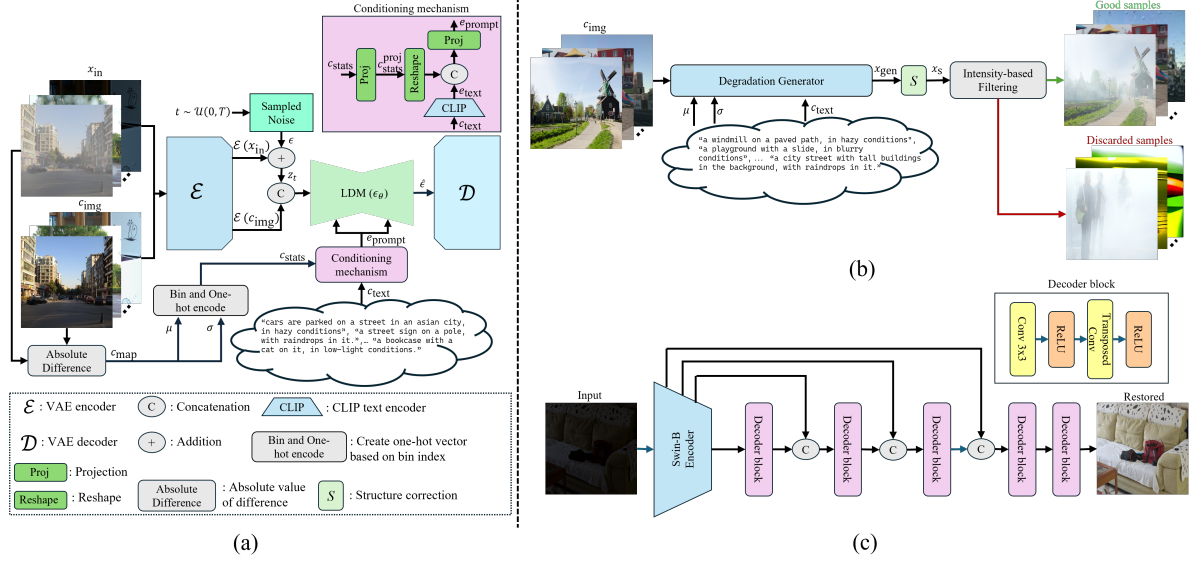 Conditioning mechanism
e_prompt
Proj
c_stats
Proj
c_stats^proj
Reshape
C
e_text
CLIP
c_text
x_in
t ~ 𝒰(0, T)
Sampled
Noise
ϵ
ℰ (x_in)
+
z_t
ℰ
C
LDM (ϵ_θ)
ϵ̂
𝒟
ℰ (c_img)
c_img
e_prompt
c_stats
Conditioning
mechanism
c_text
Bin and One-
hot encode
μ
σ
"cars are parked on a street in an asian city,
in hazy conditions", "a street sign on a pole,
with raindrops in it.",… "a bookcase with a
cat on it, in low-light conditions."
Absolute
Difference
c_map
ℰ : VAE encoder
C : Concatenation
CLIP : CLIP text encoder
𝒟 : VAE decoder
+ : Addition
Bin and One-
hot encode
: Create one-hot vector
based on bin index
Proj : Projection
Reshape : Reshape
Absolute
Difference
: Absolute value
of difference
S : Structure correction
(a)
c_img
Degradation Generator
x_gen
S
x_s
Intensity-based
Filtering
Good samples
μ
σ
c_text
"a windmill on a paved path, in hazy conditions",
"a playground with a slide, in blurry
conditions",… "a city street with tall buildings
in the background, with raindrops in it."
Discarded samples
(b)
Decoder block
Conv 3x3
ReLU
Transposed
Conv
ReLU
Input
Swin-B
Encoder
Decoder block
C
Decoder block
C
Decoder block
C
Decoder block
Decoder block
Restored
(c)